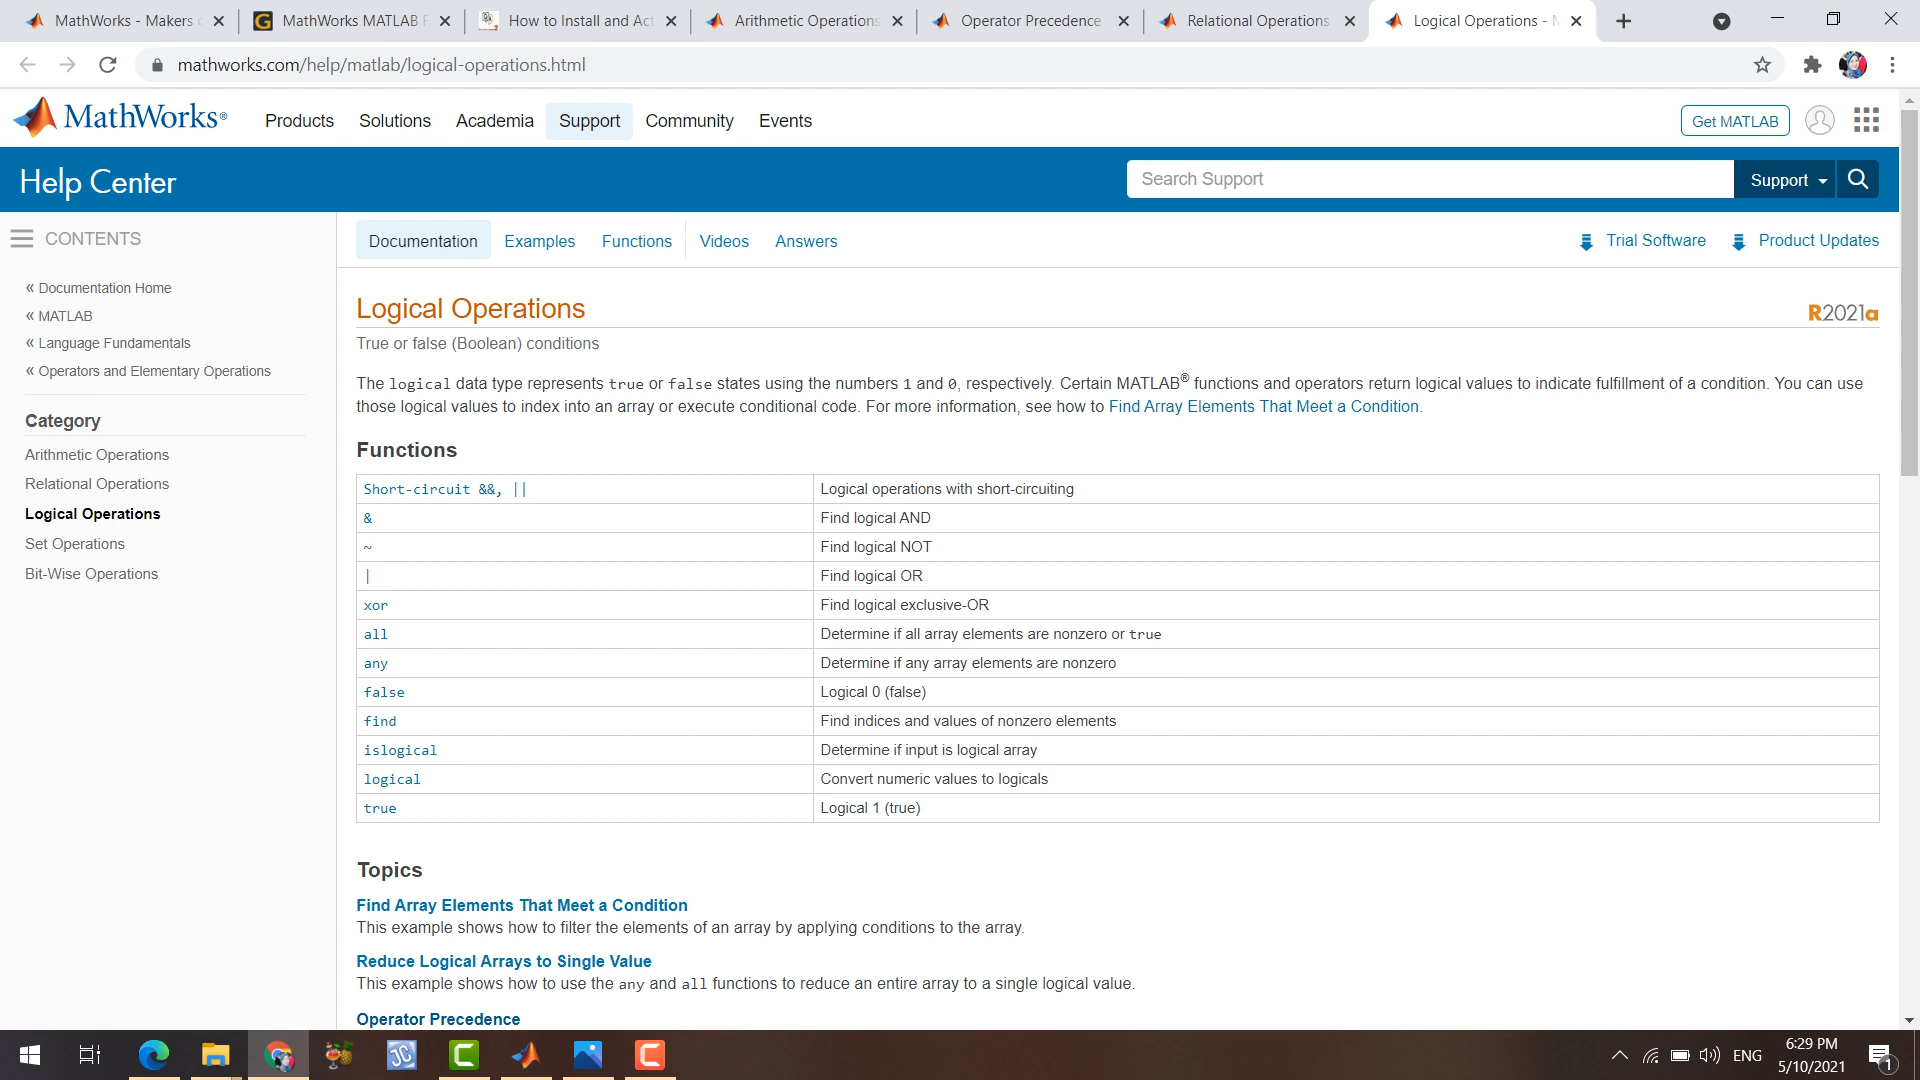 MathWorks - Makers
MathWorks MATLAB
How to Install and Act
Arithmetic Operations
Operator Precedence
Relational Operations
Logical Operations -
mathworks.com/help/matlab/logical-operations.html
MathWorks®
Products
Solutions
Academia
Support
Community
Events
Get MATLAB
Help Center
Search Support
Support
CONTENTS
« Documentation Home
« MATLAB
« Language Fundamentals
« Operators and Elementary Operations
Category
Arithmetic Operations
Relational Operations
Logical Operations
Set Operations
Bit-Wise Operations
Documentation
Examples
Functions
Videos
Answers
Trial Software
Product Updates
Logical Operations
R2021a
True or false (Boolean) conditions
The logical data type represents true or false states using the numbers 1 and 0, respectively. Certain MATLAB® functions and operators return logical values to indicate fulfillment of a condition. You can use
those logical values to index into an array or execute conditional code. For more information, see how to Find Array Elements That Meet a Condition.
Functions
Short-circuit &&, || Logical operations with short-circuiting
& Find logical AND
~ Find logical NOT
| Find logical OR
xor Find logical exclusive-OR
all Determine if all array elements are nonzero or true
any Determine if any array elements are nonzero
false Logical 0 (false)
find Find indices and values of nonzero elements
islogical Determine if input is logical array
logical Convert numeric values to logicals
true Logical 1 (true)
Topics
Find Array Elements That Meet a Condition
This example shows how to filter the elements of an array by applying conditions to the array.
Reduce Logical Arrays to Single Value
This example shows how to use the any and all functions to reduce an entire array to a single logical value.
Operator Precedence
ENG
6:29 PM
5/10/2021
1